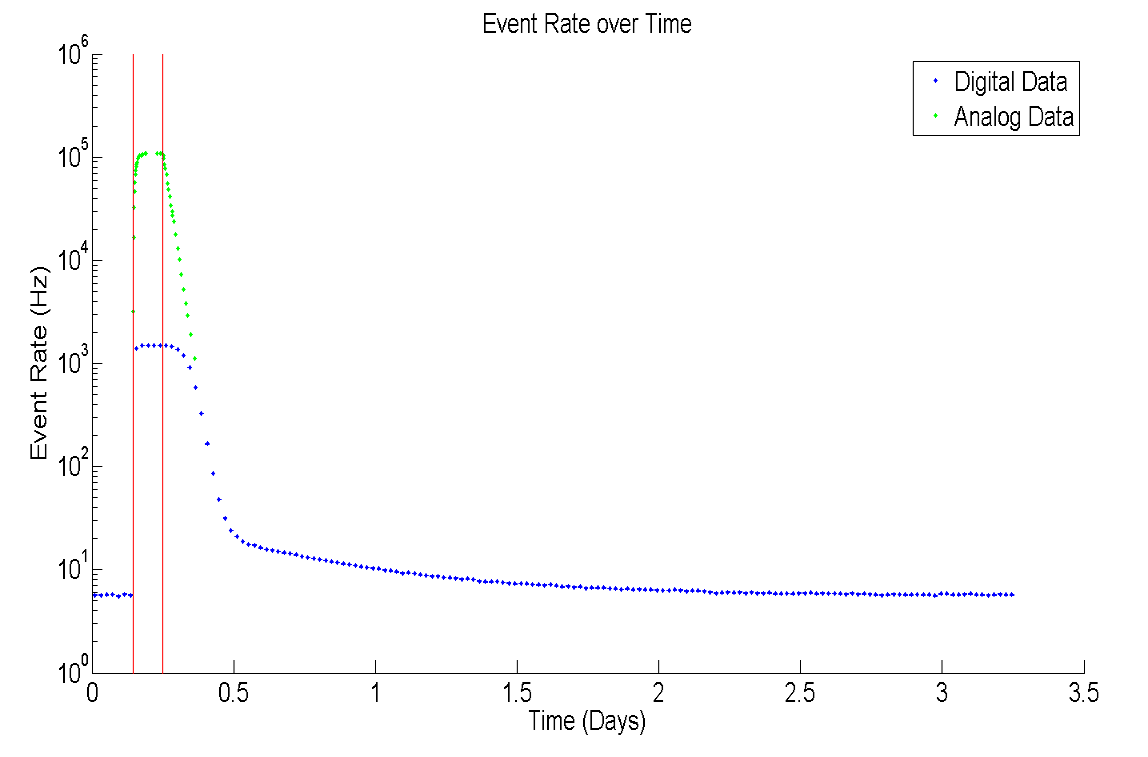 Event Rate over Time
Digital Data
Analog Data
10^6
10^5
10^4
10^3
10^2
10^1
10^0
Event Rate (Hz)
0 0.5 1 1.5 2 2.5 3 3.5
Time (Days)